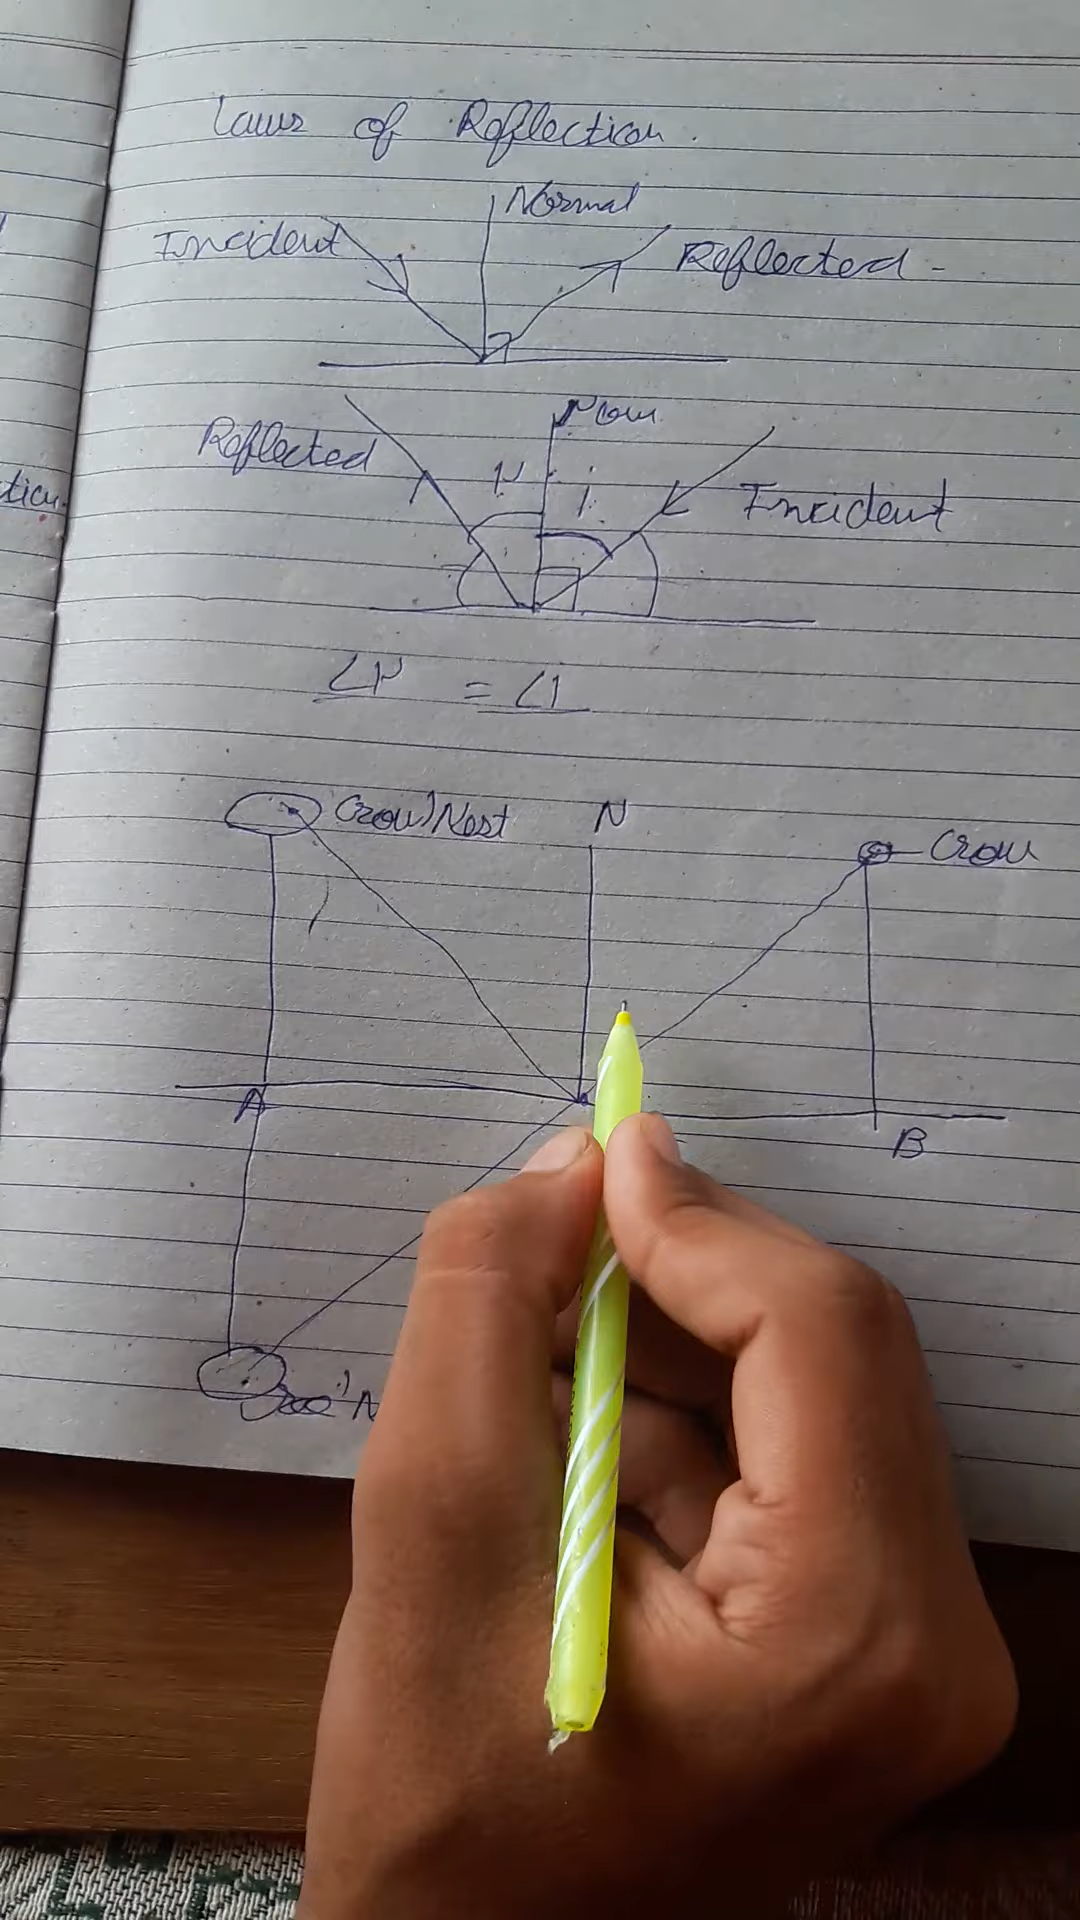 Laws of Reflection.
Normal
Incident
Reflected
Reflected
r
i
Incident
∠r = ∠i
Crow)Nest
N
Crow
A
B